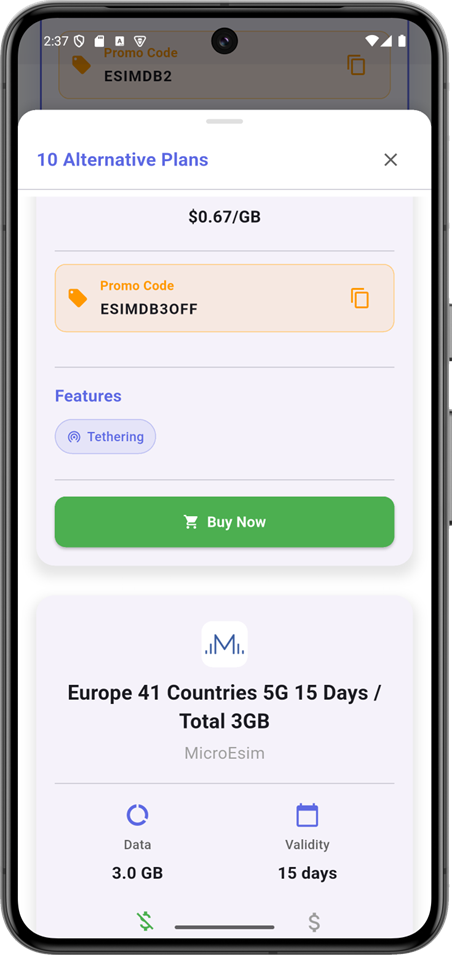 2:37
Promo Code
ESIMDB2
10 Alternative Plans
$0.67/GB
Promo Code
ESIMDB3OFF
Features
Tethering
Buy Now
M
Europe 41 Countries 5G 15 Days /
Total 3GB
MicroEsim
Data
Validity
3.0 GB
15 days